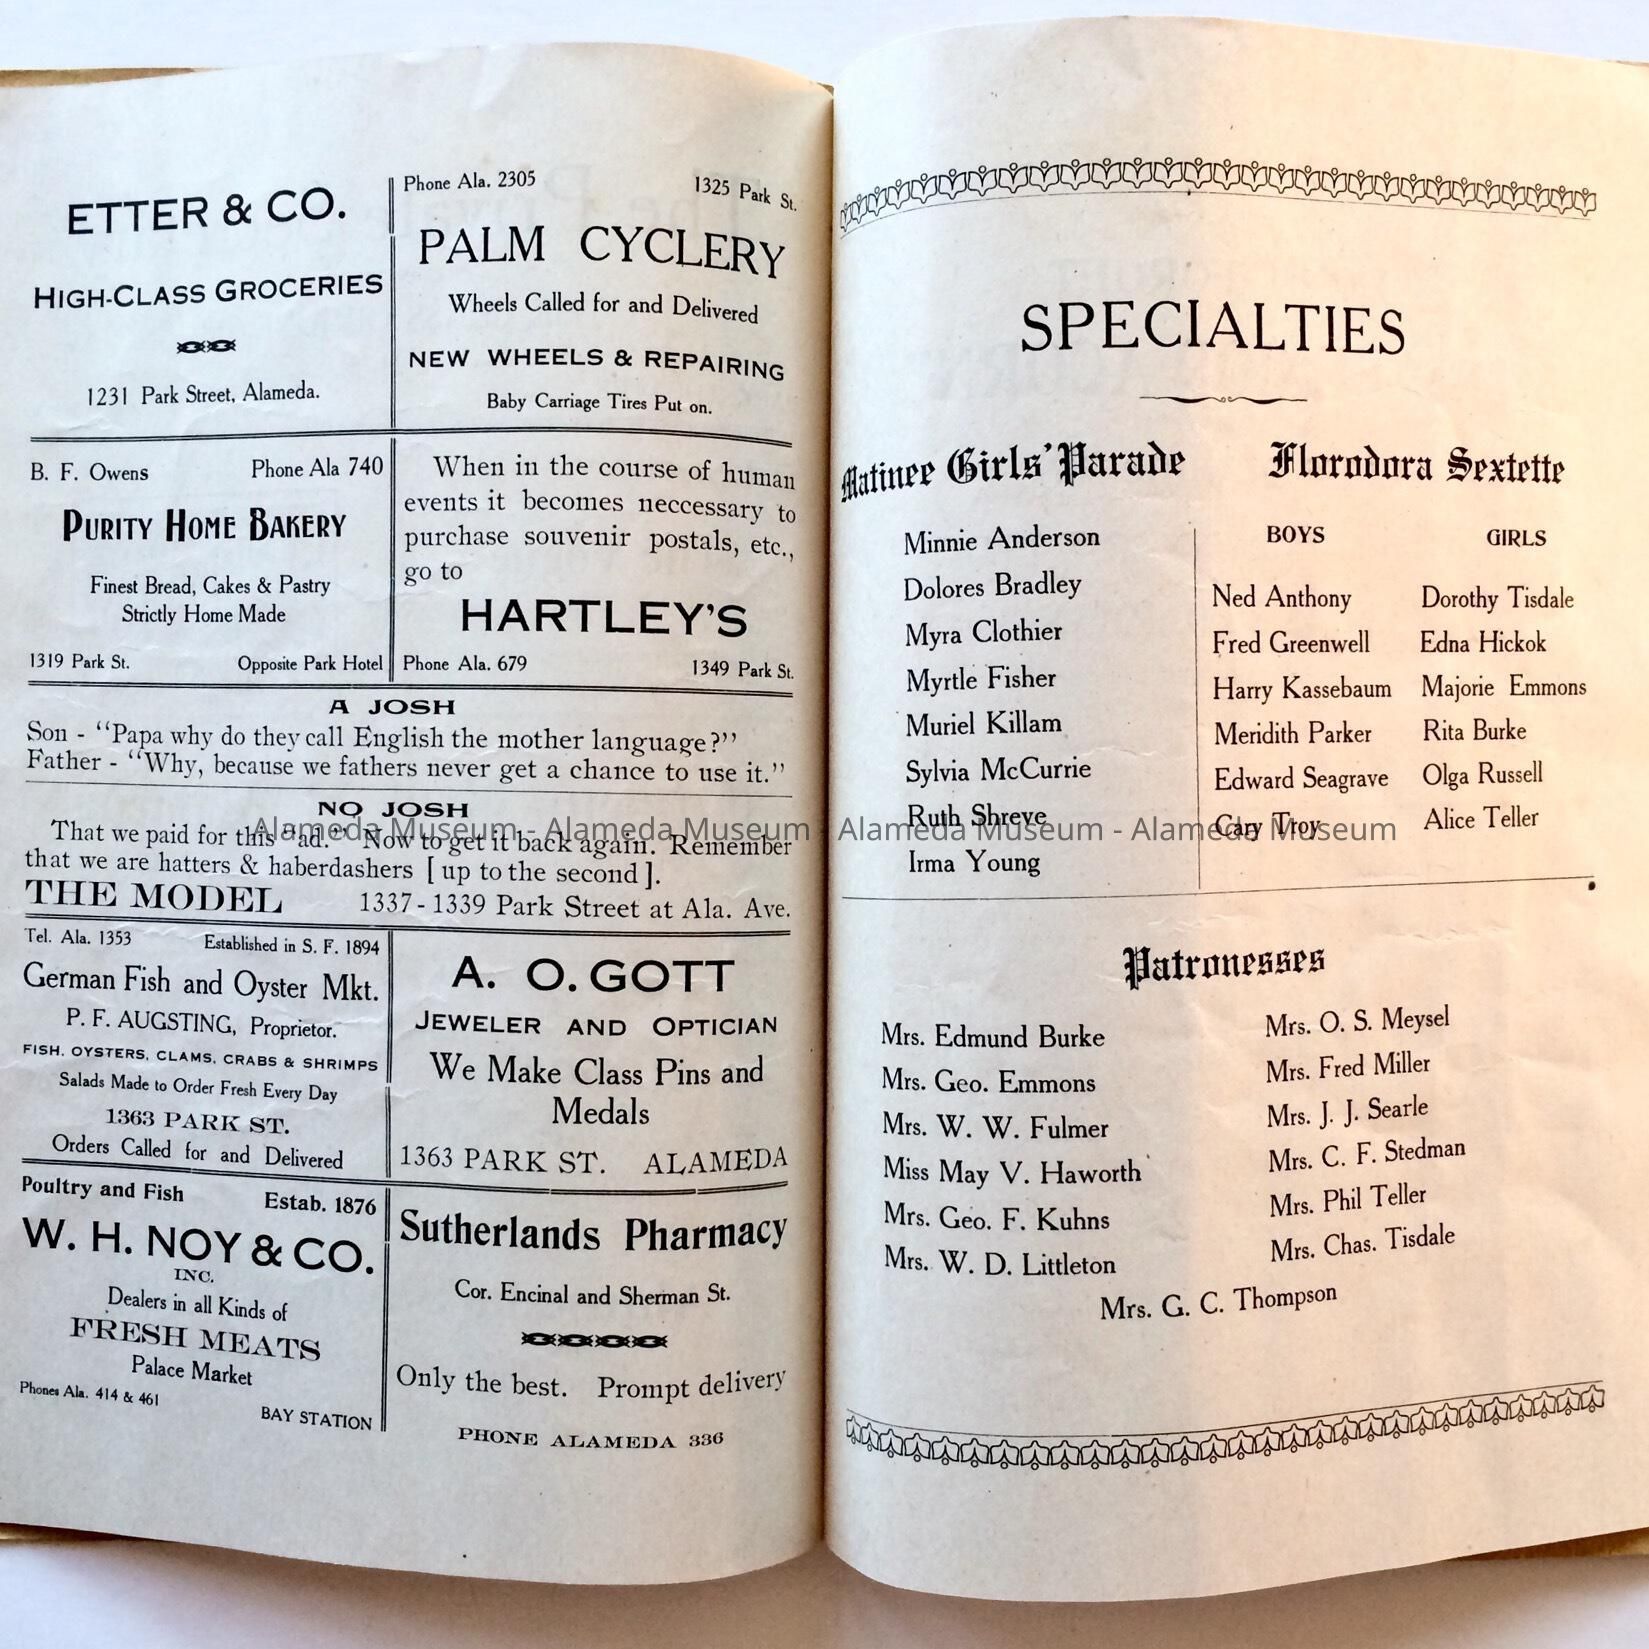 ETTER & CO.
HIGH-CLASS GROCERIES
1231 Park Street, Alameda.
Phone Ala. 2305 1325 Park St.
PALM CYCLERY
Wheels Called for and Delivered
NEW WHEELS & REPAIRING
Baby Carriage Tires Put on.
B. F. Owens Phone Ala 740
PURITY HOME BAKERY
Finest Bread, Cakes & Pastry
Strictly Home Made
1319 Park St. Opposite Park Hotel
When in the course of human
events it becomes neccessary to
purchase souvenir postals, etc.,
go to
HARTLEY'S
Phone Ala. 679 1349 Park St.
A JOSH
Son - "Papa why do they call English the mother language?"
Father - "Why, because we fathers never get a chance to use it."
NO JOSH
That we paid for this "ad." Now to get it back again. Remember
that we are hatters & haberdashers [ up to the second ].
THE MODEL 1337-1339 Park Street at Ala. Ave.
Tel. Ala. 1353 Established in S. F. 1894
German Fish and Oyster Mkt.
P. F. AUGSTING, Proprietor.
FISH, OYSTERS, CLAMS, CRABS & SHRIMPS
Salads Made to Order Fresh Every Day
1363 PARK ST.
Orders Called for and Delivered
A. O. GOTT
JEWELER AND OPTICIAN
We Make Class Pins and
Medals
1363 PARK ST. ALAMEDA
Poultry and Fish Estab. 1876
W. H. NOY & CO.
INC.
Dealers in all Kinds of
FRESH MEATS
Palace Market
Phones Ala. 414 & 461
BAY STATION
Sutherlands Pharmacy
Cor. Encinal and Sherman St.
Only the best. Prompt delivery
PHONE ALAMEDA 336
SPECIALTIES
Matinee Girls' Parade
Minnie Anderson
Dolores Bradley
Myra Clothier
Myrtle Fisher
Muriel Killam
Sylvia McCurrie
Ruth Shreve
Irma Young
Florodora Sextette
BOYS GIRLS
Ned Anthony Dorothy Tisdale
Fred Greenwell Edna Hickok
Harry Kassebaum Majorie Emmons
Meridith Parker Rita Burke
Edward Seagrave Olga Russell
Cary Troy Alice Teller
Patronesses
Mrs. Edmund Burke
Mrs. Geo. Emmons
Mrs. W. W. Fulmer
Miss May V. Haworth
Mrs. Geo. F. Kuhns
Mrs. W. D. Littleton
Mrs. O. S. Meysel
Mrs. Fred Miller
Mrs. J. J. Searle
Mrs. C. F. Stedman
Mrs. Phil Teller
Mrs. Chas. Tisdale
Mrs. G. C. Thompson
Alameda Museum - Alameda Museum - Alameda Museum - Alameda Museum